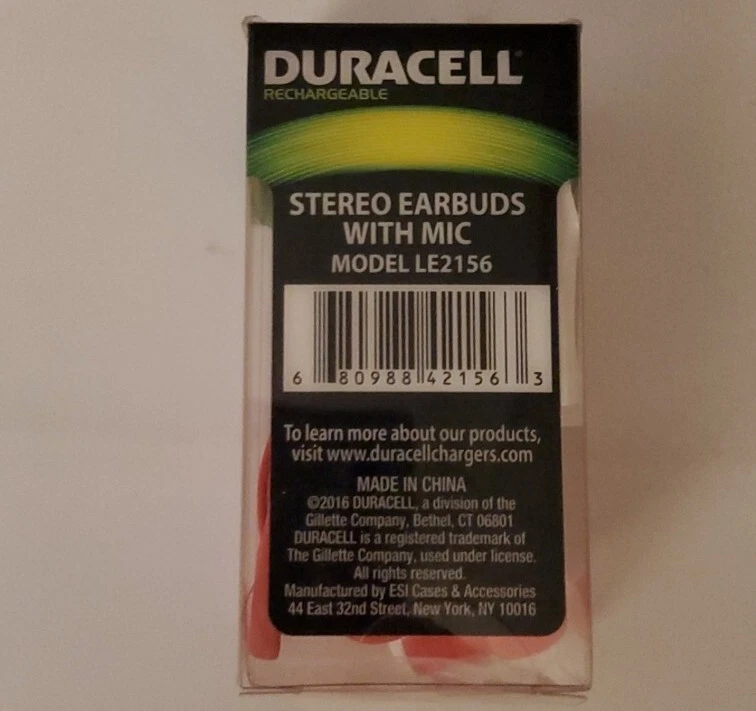 DURACELL
RECHARGEABLE
STEREO EARBUDS
WITH MIC
MODEL LE2156
6 80988 42156 3
To learn more about our products,
visit www.duracellchargers.com
MADE IN CHINA
©2016 DURACELL, a division of the
Gillette Company, Bethel, CT 06801
DURACELL is a registered trademark of
The Gillette Company, used under license.
All rights reserved.
Manufactured by ESI Cases & Accessories
44 East 32nd Street, New York, NY 10016